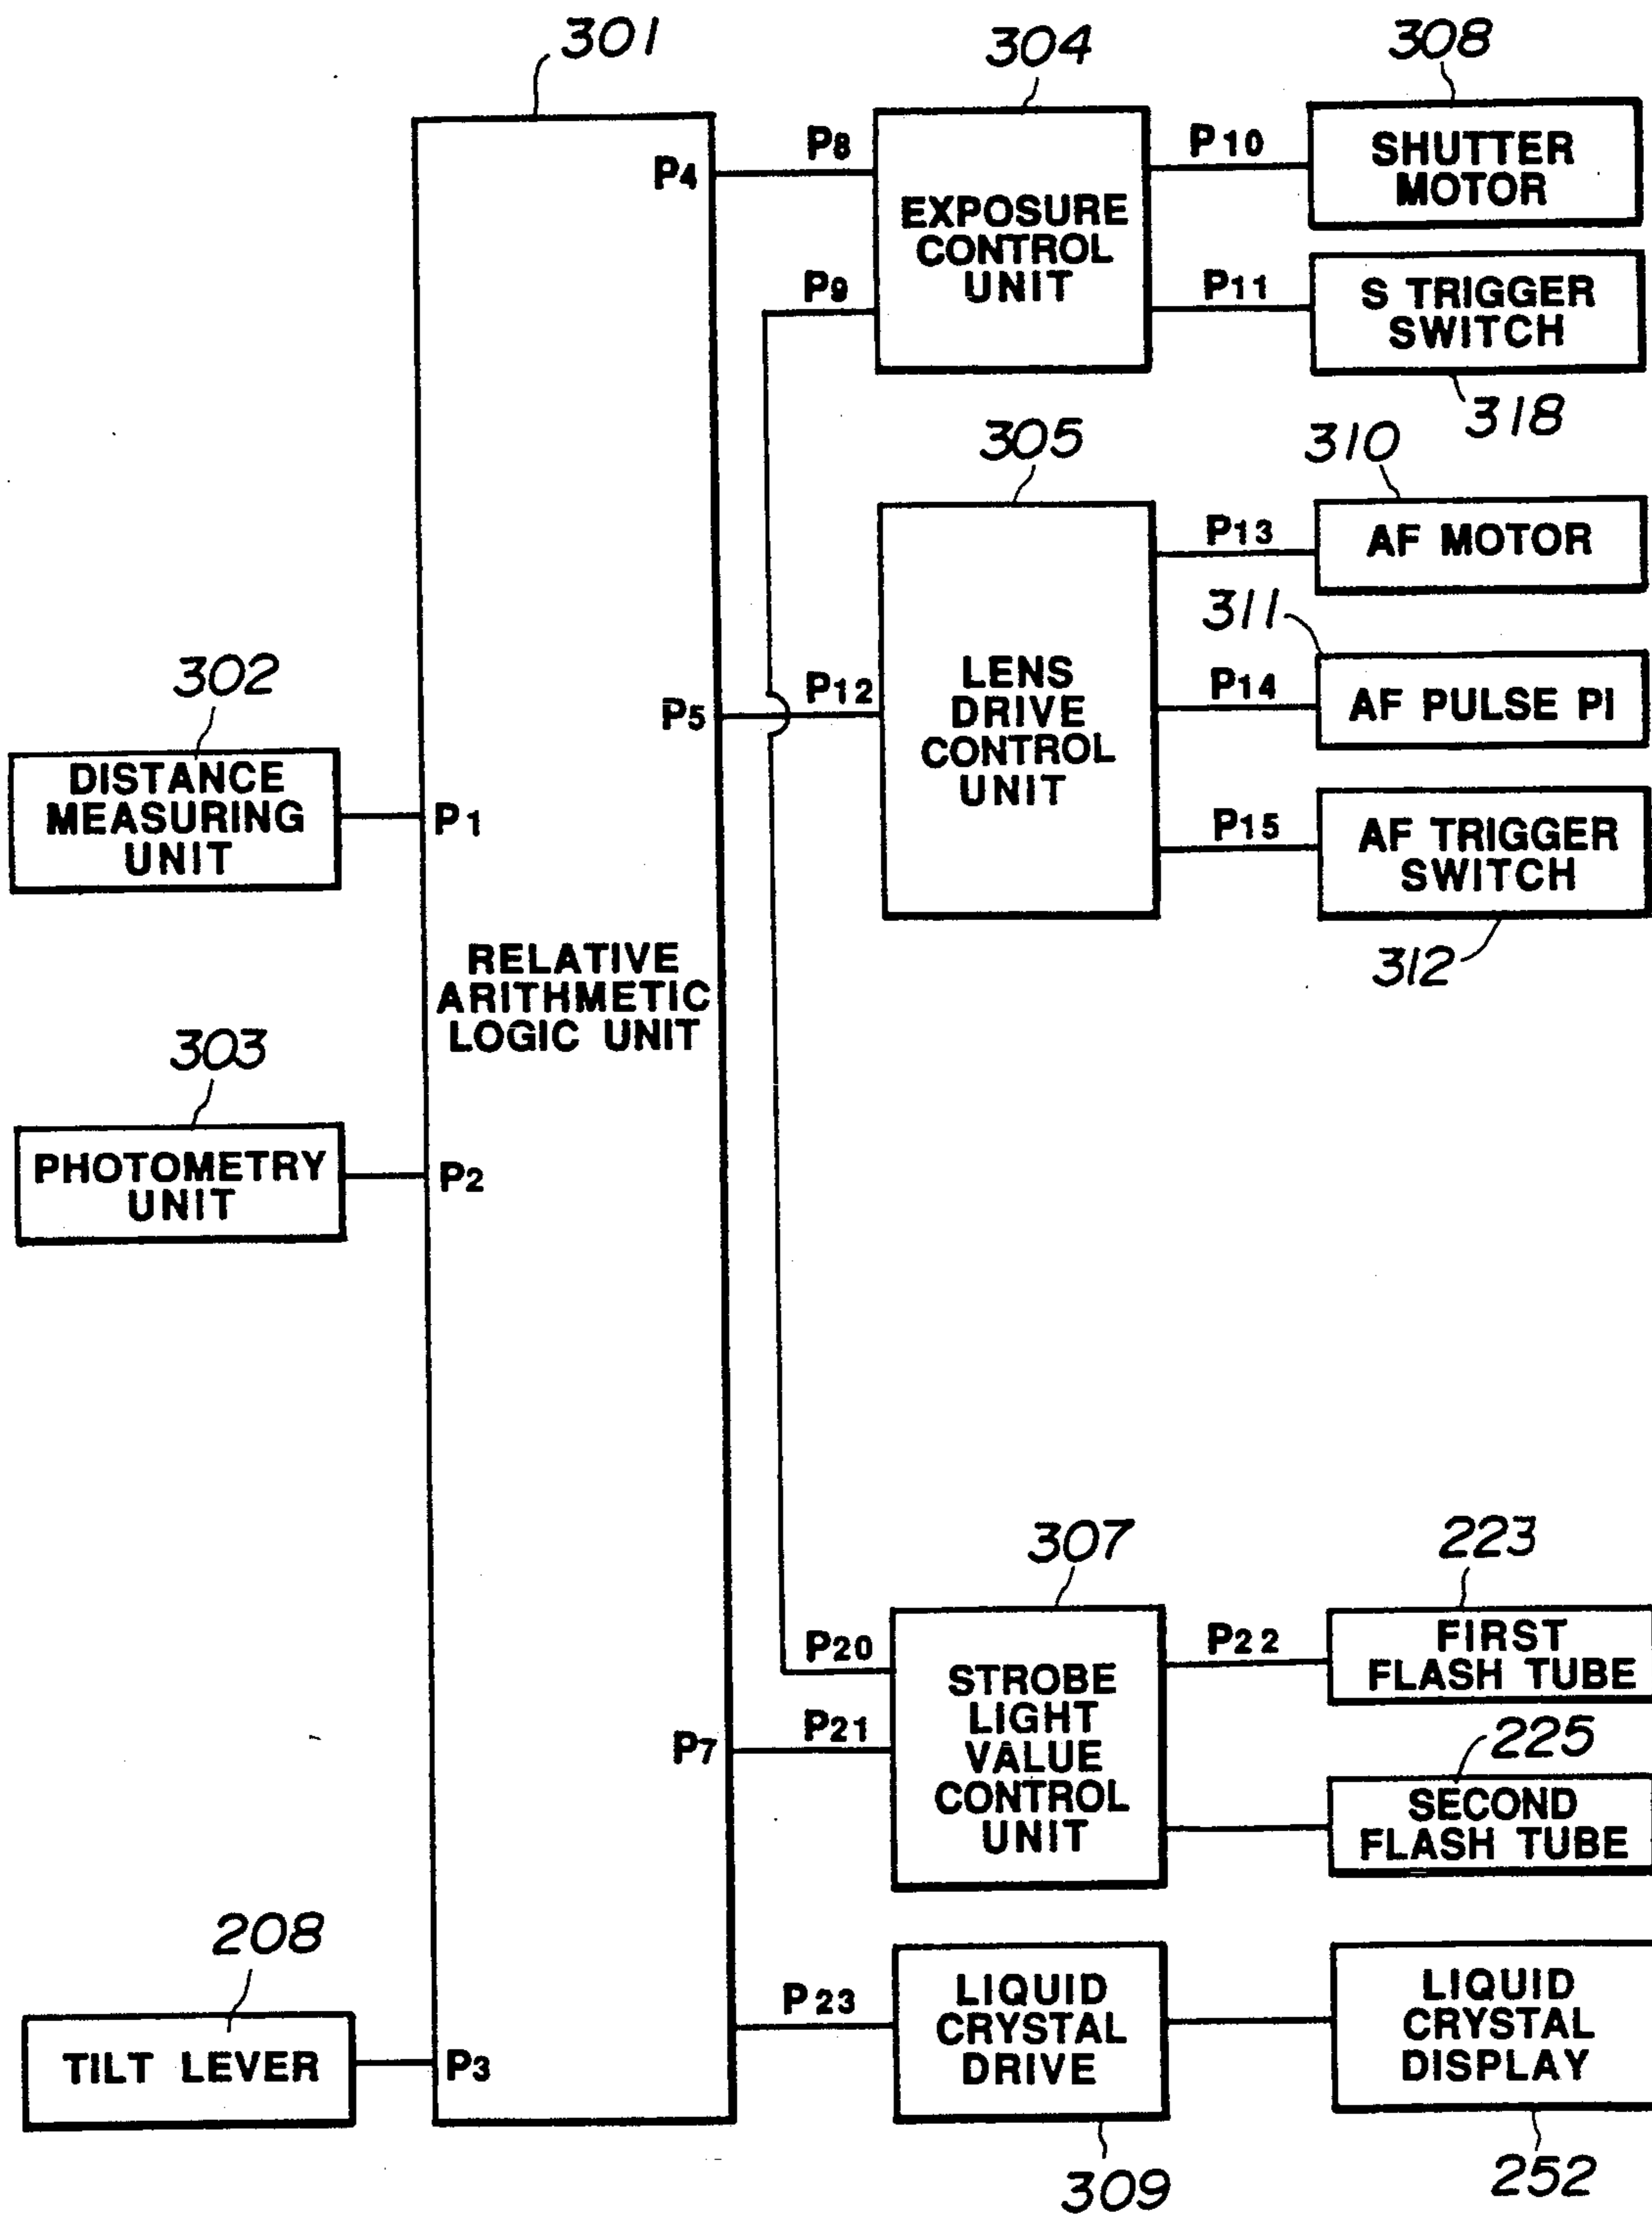 301
304
308
P4
P8
EXPOSURE
CONTROL
UNIT
P9
P10
SHUTTER
MOTOR
P11
S TRIGGER
SWITCH
318
305
310
P5
P12
LENS
DRIVE
CONTROL
UNIT
P13
AF MOTOR
311
P14
AF PULSE PI
P15
AF TRIGGER
SWITCH
312
302
DISTANCE
MEASURING
UNIT
P1
RELATIVE
ARITHMETIC
LOGIC UNIT
303
PHOTOMETRY
UNIT
P2
307
223
P20
P7
P21
STROBE
LIGHT
VALUE
CONTROL
UNIT
P22
FIRST
FLASH TUBE
225
SECOND
FLASH TUBE
208
TILT LEVER
P3
P23
LIQUID
CRYSTAL
DRIVE
309
LIQUID
CRYSTAL
DISPLAY
252